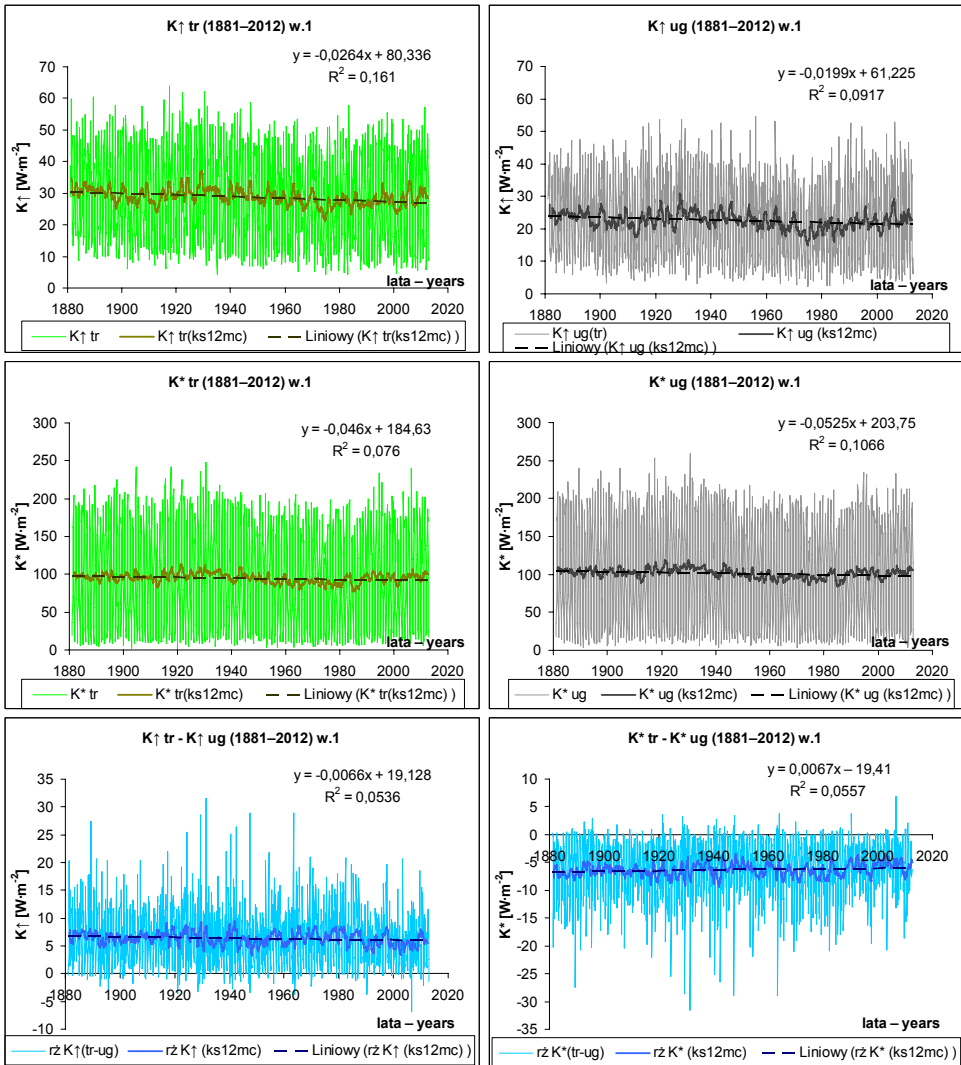 K↑ tr (1881–2012) w.1
y = -0,0264x + 80,336
R² = 0,161
K↑ [W·m⁻²]
70
60
50
40
30
20
10
0
1880 1900 1920 1940 1960 1980 2000 2020
lata – years
K↑ tr K↑ tr(ks12mc) Liniowy (K↑ tr(ks12mc) )
K↑ ug (1881–2012) w.1
y = -0,0199x + 61,225
R² = 0,0917
K↑ [W·m⁻²]
70
60
50
40
30
20
10
0
1880 1900 1920 1940 1960 1980 2000 2020
lata – years
K↑ ug(tr) K↑ ug (ks12mc)
Liniowy (K↑ ug (ks12mc) )
K* tr (1881–2012) w.1
y = -0,046x + 184,63
R² = 0,076
K* [W·m⁻²]
300
250
200
150
100
50
0
1880 1900 1920 1940 1960 1980 2000 2020
lata – years
K* tr K* tr(ks12mc) Liniowy (K* tr(ks12mc) )
K* ug (1881–2012) w.1
y = -0,0525x + 203,75
R² = 0,1066
K* [W·m⁻²]
300
250
200
150
100
50
0
1880 1900 1920 1940 1960 1980 2000 2020
lata – years
K* ug K* ug (ks12mc) Liniowy (K* ug (ks12mc) )
K↑ tr - K↑ ug (1881–2012) w.1
y = -0,0066x + 19,128
R² = 0,0536
K↑ [W·m⁻²]
35
30
25
20
15
10
5
0
-5
-10
1880 1900 1920 1940 1960 1980 2000 2020
lata – years
rż K↑(tr-ug) rż K↑ (ks12mc) Liniowy (rż K↑ (ks12mc) )
K* tr - K* ug (1881–2012) w.1
y = 0,0067x – 19,41
R² = 0,0557
K* [W·m⁻²]
10
5
0
-5
-10
-15
-20
-25
-30
-35
1880 1900 1920 1940 1960 1980 2000 2020
lata – years
rż K*(tr-ug) rż K* (ks12mc) Liniowy (rż K* (ks12mc) )